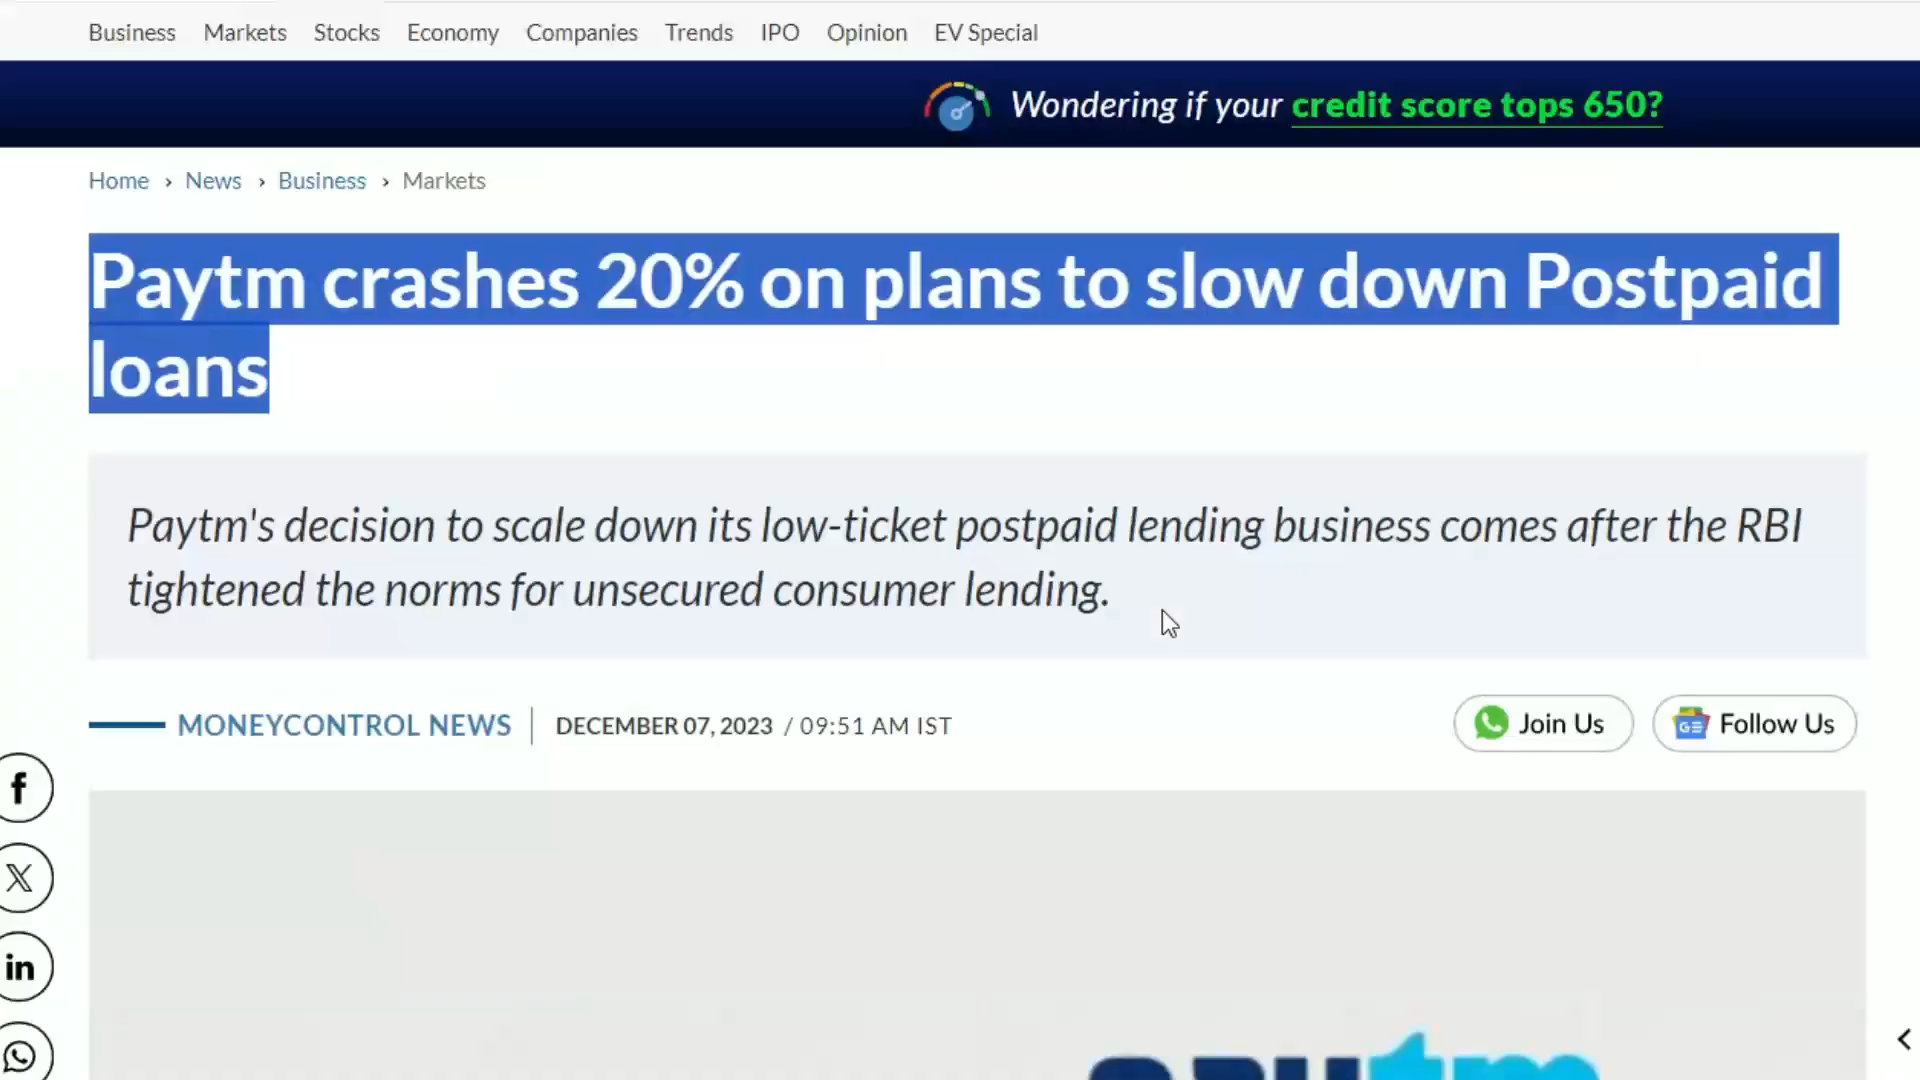 Business Markets Stocks Economy Companies Trends IPO Opinion EV Special
Wondering if your credit score tops 650?
Home › News › Business › Markets
Paytm crashes 20% on plans to slow down Postpaid
loans
Paytm's decision to scale down its low-ticket postpaid lending business comes after the RBI
tightened the norms for unsecured consumer lending.
MONEYCONTROL NEWS | DECEMBER 07, 2023 / 09:51 AM IST
Join Us
Follow Us
paytm